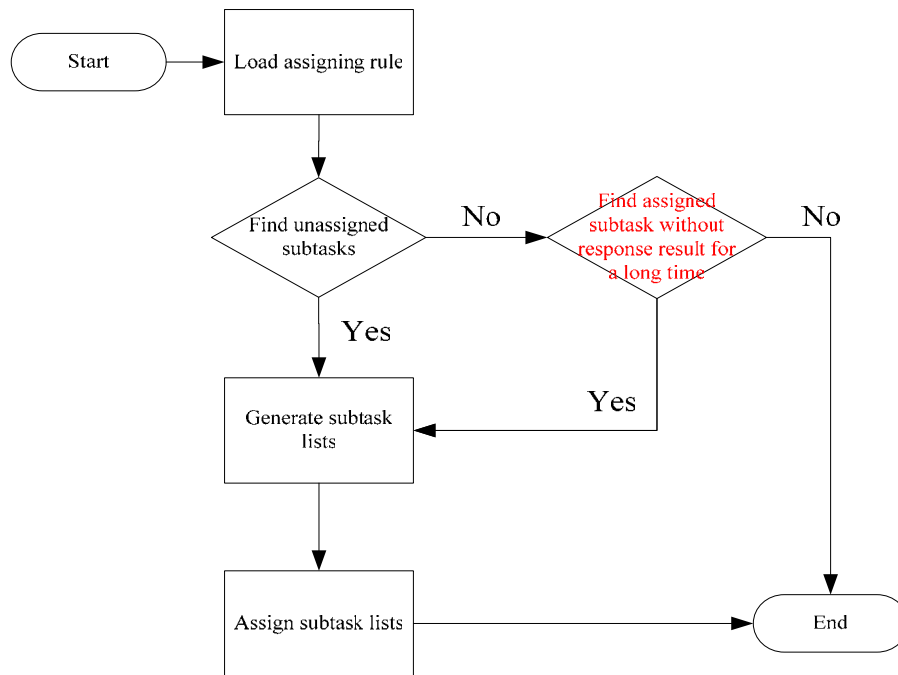 Start
Load assigning rule
Find unassigned
subtasks
No
Find assigned
subtask without
response result for
a long time
No
Yes
Generate subtask
lists
Yes
Assign subtask lists
End